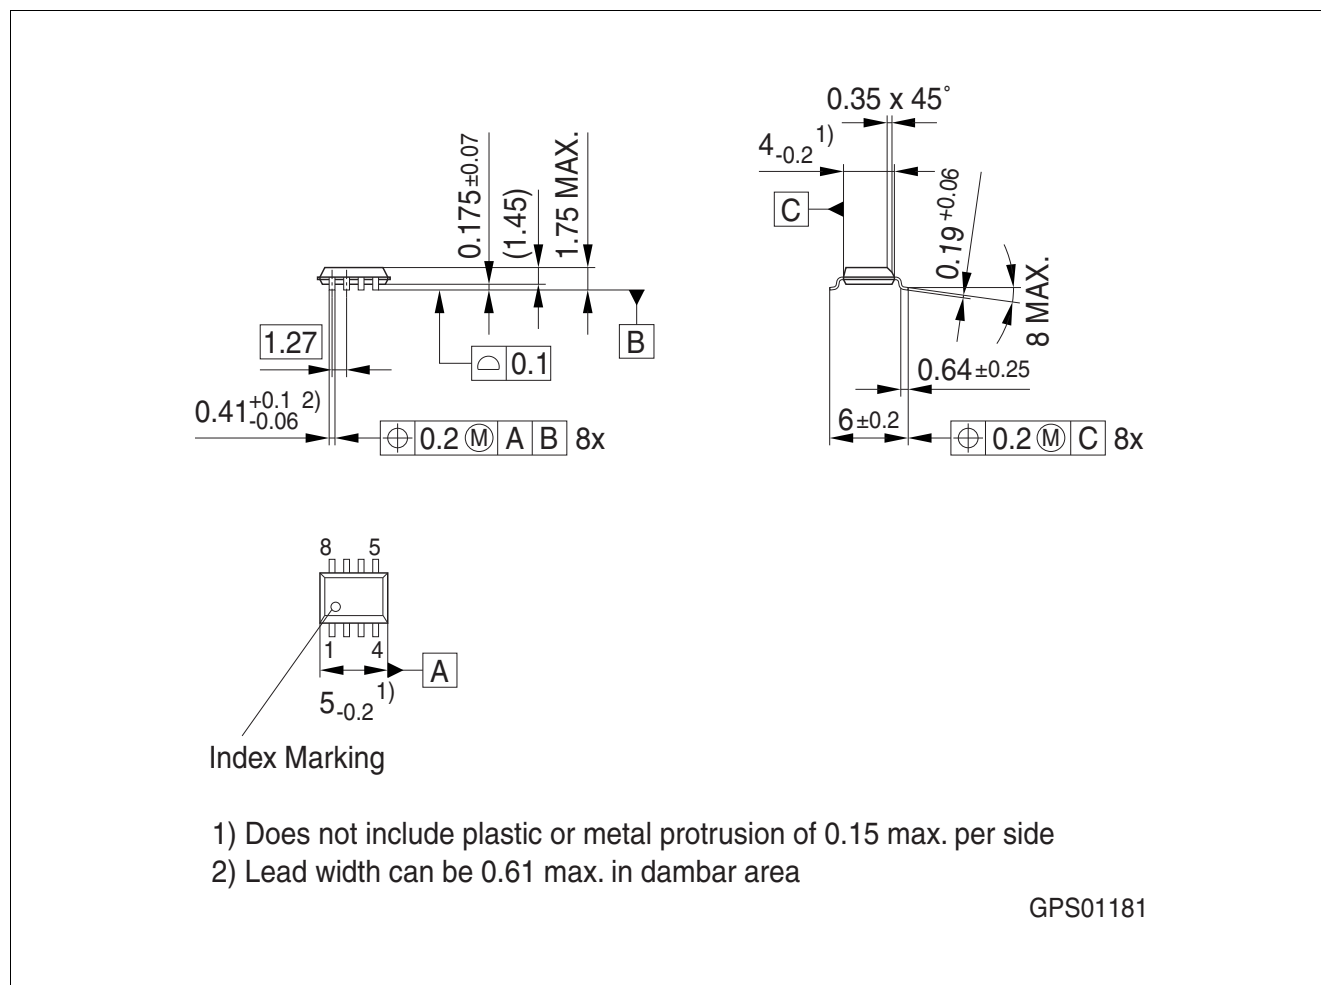 0.175±0.07
(1.45)
1.75 MAX.
1.27
0.41 +0.1 -0.06 2)
0.1
B
0.2 Ⓜ A B 8x
0.35 x 45˚
4-0.2 1)
C
0.19 +0.06
8 MAX.
0.64±0.25
6±0.2
0.2 Ⓜ C 8x
8 5
1 4
A
5-0.2 1)
Index Marking
1) Does not include plastic or metal protrusion of 0.15 max. per side
2) Lead width can be 0.61 max. in dambar area
GPS01181